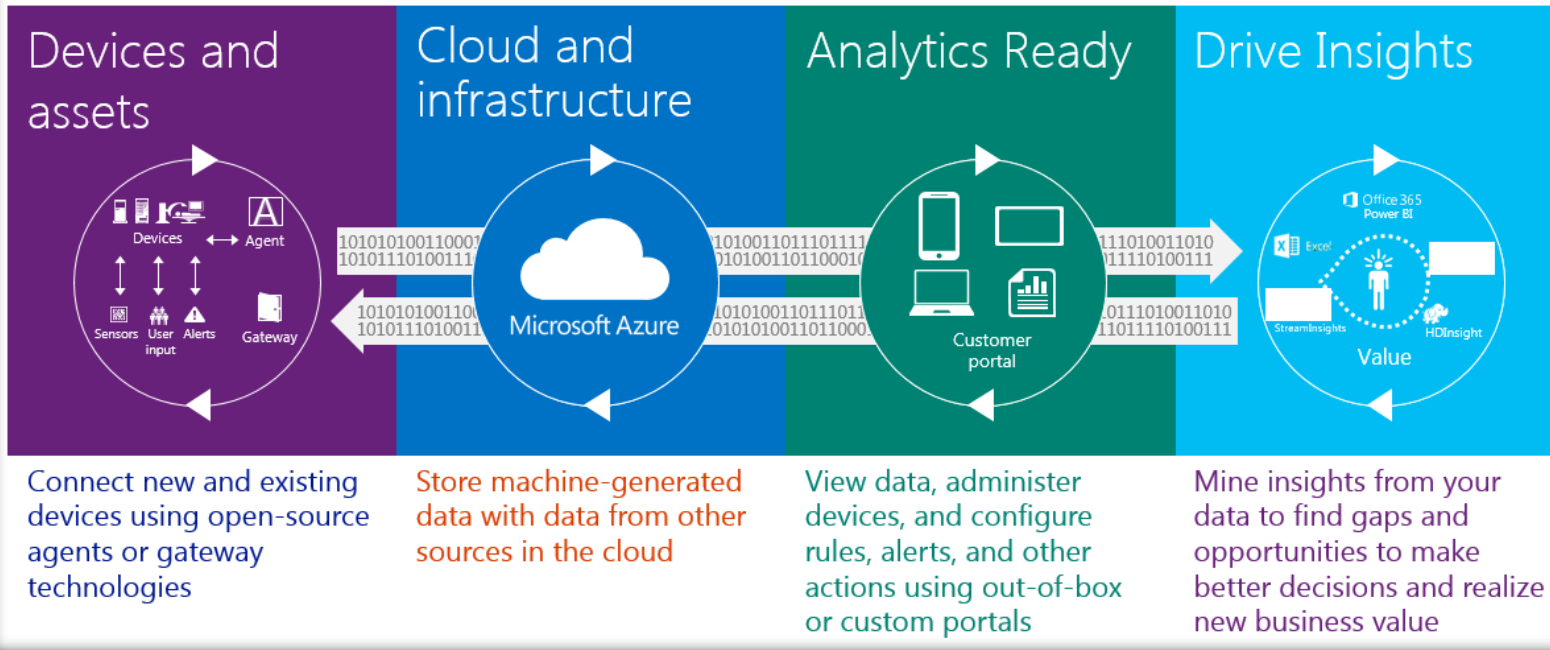 Devices and
assets
Devices
Agent
Sensors
User
input
Alerts
Gateway
Connect new and existing
devices using open-source
agents or gateway
technologies
Cloud and
infrastructure
Microsoft Azure
Store machine-generated
data with data from other
sources in the cloud
Analytics Ready
Customer
portal
View data, administer
devices, and configure
rules, alerts, and other
actions using out-of-box
or custom portals
Drive Insights
Office 365
Power BI
Excel
StreamInsights
HDInsight
Value
Mine insights from your
data to find gaps and
opportunities to make
better decisions and realize
new business value